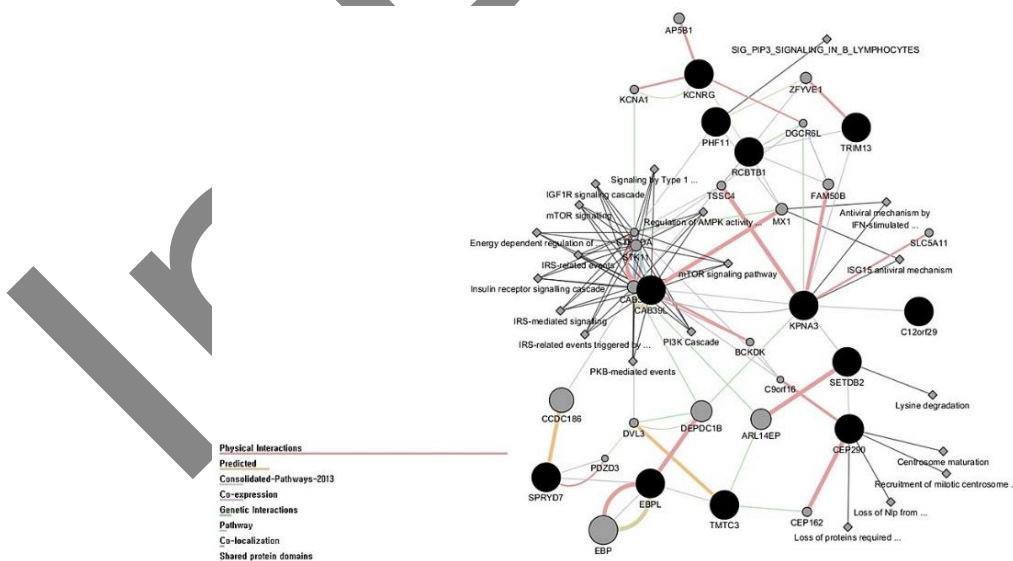 AP5B1
SIG_PIP3_SIGNALING_IN_B_LYMPHOCYTES
KCNRG
ZFYVE1
KCNA1
PHF11
DGCR6L
TRIM13
RCBTB1
Signaling by Type 1 ...
TSSC4
FAM50B
IGF1R signaling cascade
mTOR signaling
Regulation of AMPK activity ...
MX1
Antiviral mechanism by
IFN-stimulated ...
Energy dependent regulation of ...
SLC5A11
STK11
IRS-related events
mTOR signaling pathway
ISG15 antiviral mechanism
Insulin receptor signalling cascade
CAB39L
KPNA3
IRS-mediated signalling
C12orf29
IRS-related events triggered by ...
PI3K Cascade
BCKDK
PKB-mediated events
SETDB2
C9orf16
Lysine degradation
CCDC186
DEPDC1B
ARL14EP
DVL3
CEP290
Physical Interactions
Predicted
Consolidated-Pathways-2013
Co-expression
Genetic Interactions
Pathway
Co-localization
Shared protein domains
Centrosome maturation
PDZD3
Recruitment of mitotic centrosome ...
SPRYD7
EBPL
TMTC3
CEP162
Loss of Nlp from ...
Loss of proteins required ...
EBP